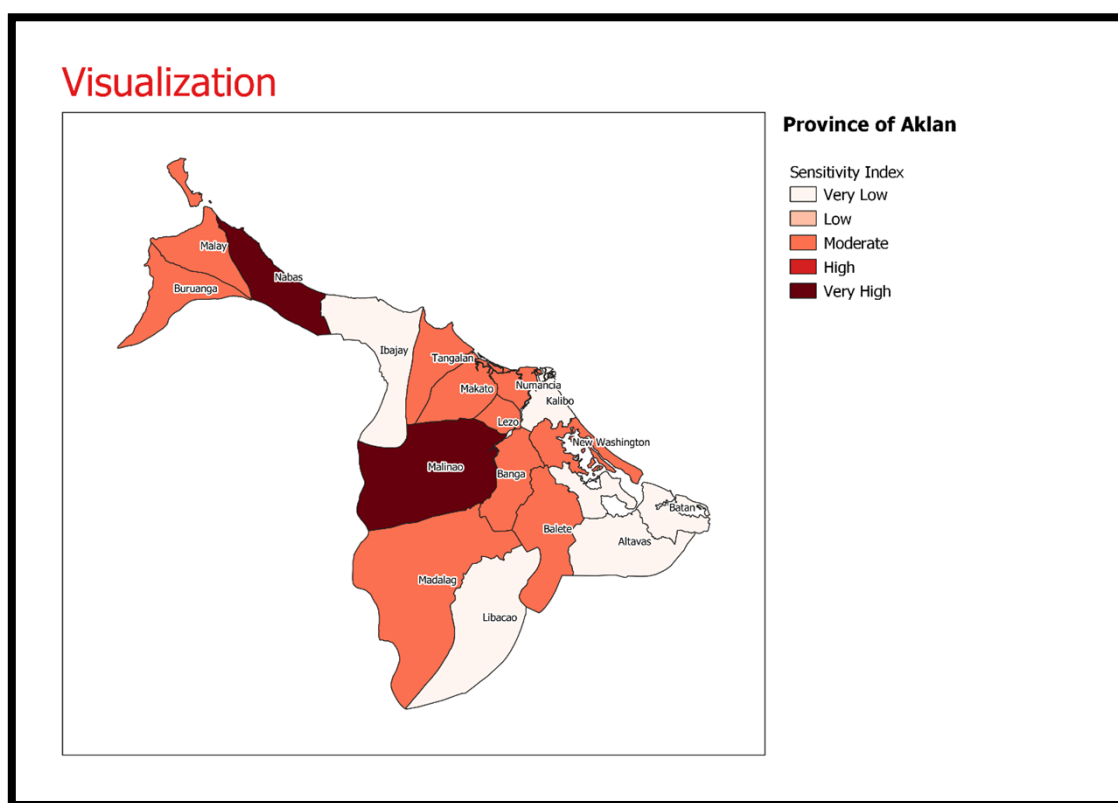 Visualization
Province of Aklan
Sensitivity Index
Very Low
Low
Moderate
High
Very High
Malay
Nabas
Buruanga
Ibajay
Tangalan
Makato
Numancia
Kalibo
Lezo
New Washington
Malinao
Banga
Batan
Balete
Altavas
Madalag
Libacao